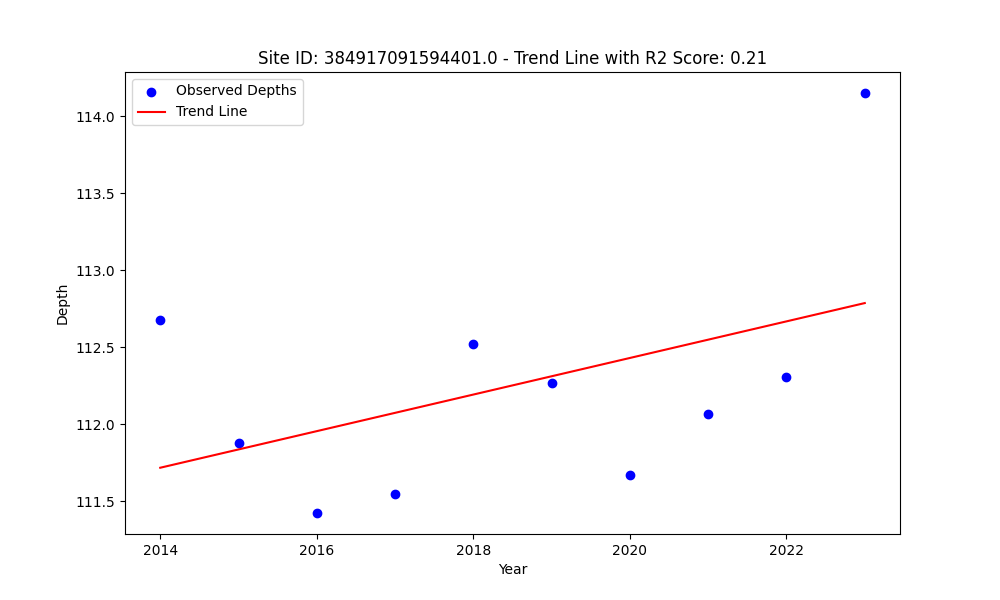 Site ID: 384917091594401.0 - Trend Line with R2 Score: 0.21
Observed Depths
Trend Line
114.0
113.5
113.0
112.5
112.0
111.5
Depth
2014
2016
2018
2020
2022
Year